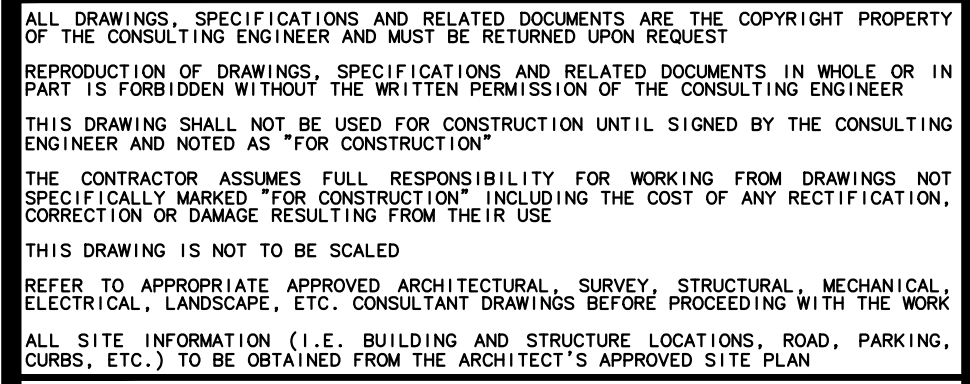 ALL DRAWINGS, SPECIFICATIONS AND RELATED DOCUMENTS ARE THE COPYRIGHT PROPERTY
OF THE CONSULTING ENGINEER AND MUST BE RETURNED UPON REQUEST
REPRODUCTION OF DRAWINGS, SPECIFICATIONS AND RELATED DOCUMENTS IN WHOLE OR IN
PART IS FORBIDDEN WITHOUT THE WRITTEN PERMISSION OF THE CONSULTING ENGINEER
THIS DRAWING SHALL NOT BE USED FOR CONSTRUCTION UNTIL SIGNED BY THE CONSULTING
ENGINEER AND NOTED AS "FOR CONSTRUCTION"
THE CONTRACTOR ASSUMES FULL RESPONSIBILITY FOR WORKING FROM DRAWINGS NOT
SPECIFICALLY MARKED "FOR CONSTRUCTION" INCLUDING THE COST OF ANY RECTIFICATION,
CORRECTION OR DAMAGE RESULTING FROM THEIR USE
THIS DRAWING IS NOT TO BE SCALED
REFER TO APPROPRIATE APPROVED ARCHITECTURAL, SURVEY, STRUCTURAL, MECHANICAL,
ELECTRICAL, LANDSCAPE, ETC. CONSULTANT DRAWINGS BEFORE PROCEEDING WITH THE WORK
ALL SITE INFORMATION (I.E. BUILDING AND STRUCTURE LOCATIONS, ROAD, PARKING,
CURBS, ETC.) TO BE OBTAINED FROM THE ARCHITECT'S APPROVED SITE PLAN